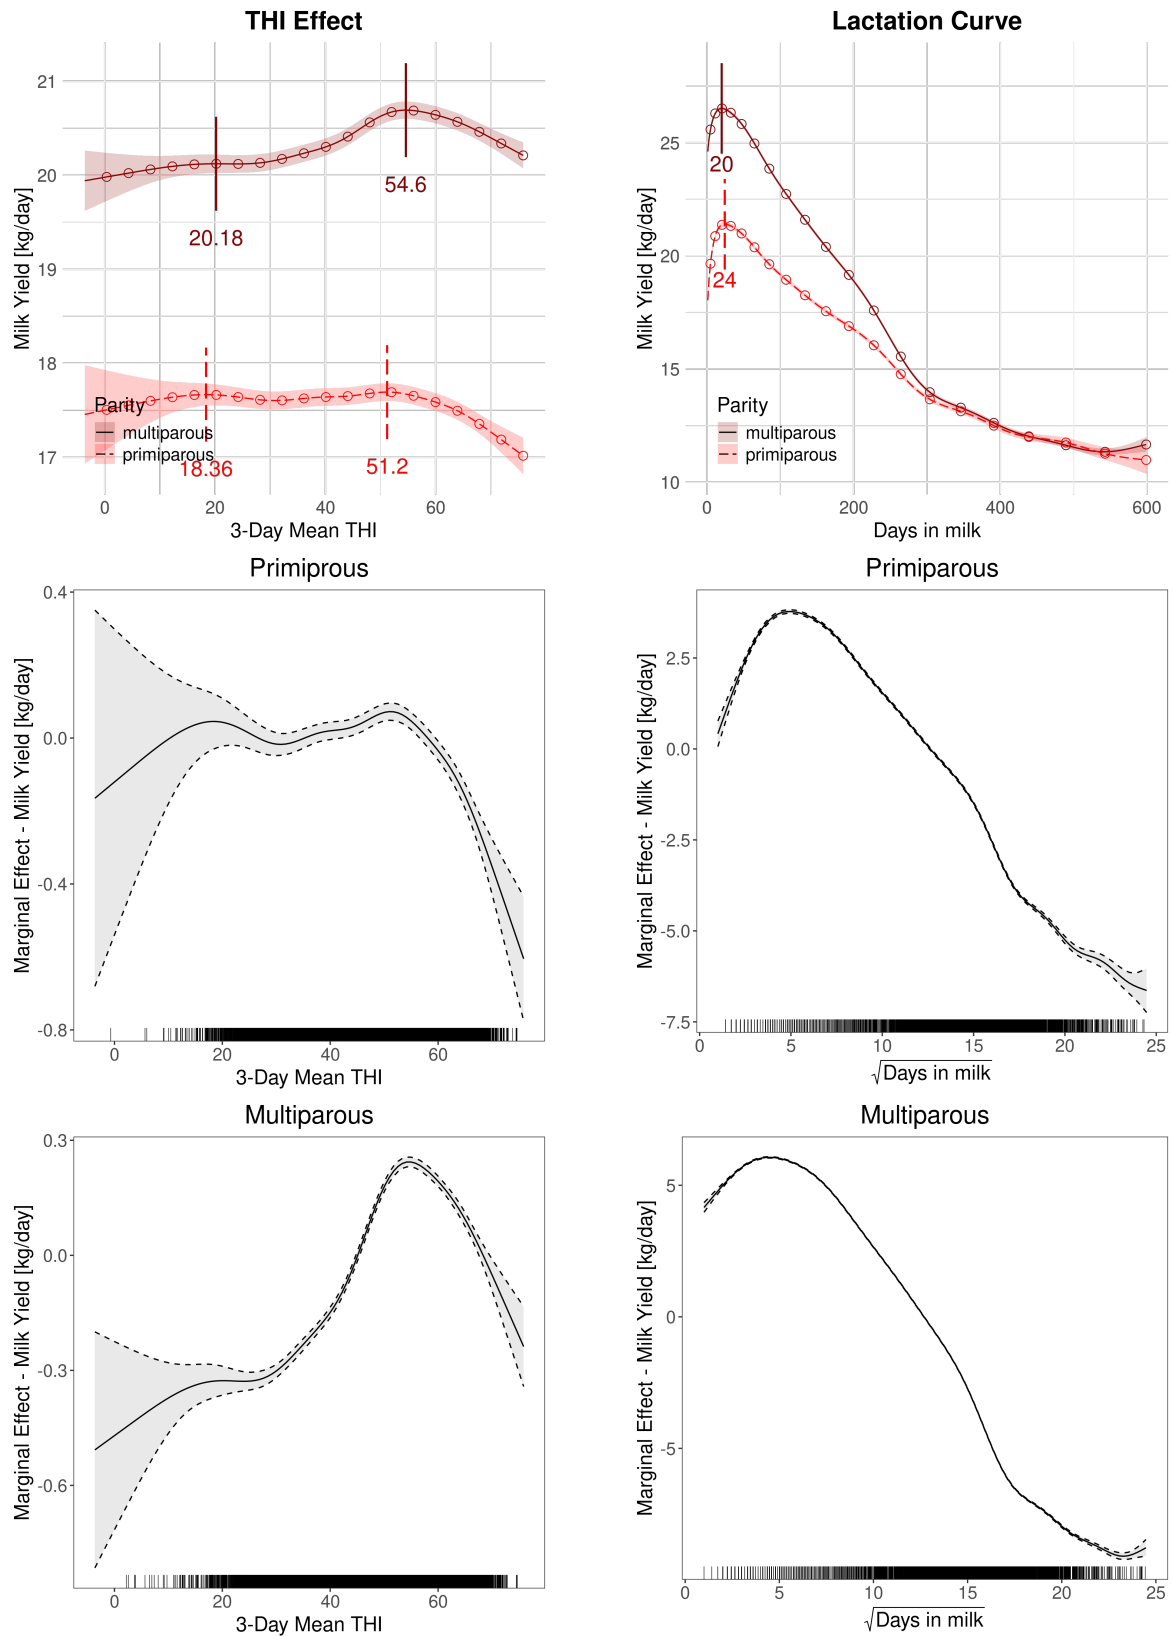 THI Effect
Milk Yield [kg/day]
21
20
19
18
17
54.6
20.18
Parity
multiparous
primiparous
18.36
51.2
0 20 40 60
3-Day Mean THI
Lactation Curve
Milk Yield [kg/day]
25
20
15
10
20
24
Parity
multiparous
primiparous
0 200 400 600
Days in milk
Primiprous
Marginal Effect - Milk Yield [kg/day]
0.4
0.0
-0.4
-0.8
0 20 40 60
3-Day Mean THI
Primiparous
Marginal Effect - Milk Yield [kg/day]
2.5
0.0
-2.5
-5.0
-7.5
0 5 10 15 20 25
√Days in milk
Multiparous
Marginal Effect - Milk Yield [kg/day]
0.3
0.0
-0.3
-0.6
0 20 40 60
3-Day Mean THI
Multiparous
Marginal Effect - Milk Yield [kg/day]
5
0
-5
0 5 10 15 20 25
√Days in milk